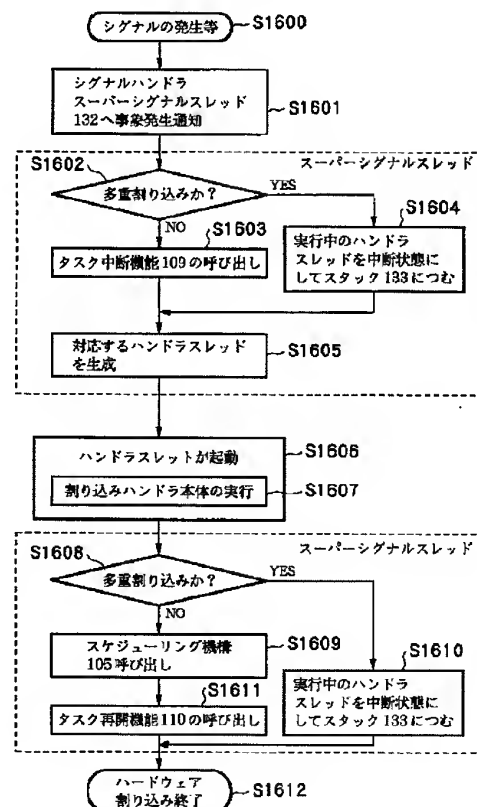 シグナルの発生等
S1600
シグナルハンドラ
スーパーシグナルスレッド
132へ事象発生通知
S1601
スーパーシグナルスレッド
S1602
多重割り込みか?
YES
NO
S1603
タスク中断機能109の呼び出し
S1604
実行中のハンドラ
スレッドを中断状態に
してスタック133につむ
対応するハンドラスレッド
を生成
S1605
ハンドラスレットが起動
S1606
割り込みハンドラ本体の実行
S1607
スーパーシグナルスレッド
S1608
多重割り込みか?
YES
NO
スケジューリング機構
105呼び出し
S1609
S1610
実行中のハンドラ
スレッドを中断状態に
してスタック133につむ
S1611
タスク再開機能110の呼び出し
ハードウェア
割り込み終了
S1612